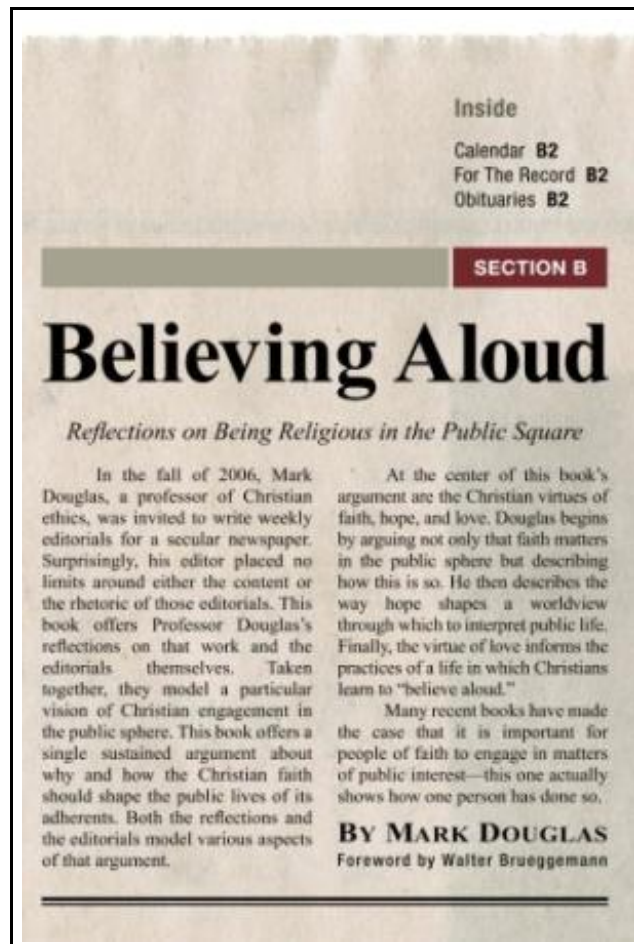 Inside
Calendar B2
For The Record B2
Obituaries B2
SECTION B
Believing Aloud
Reflections on Being Religious in the Public Square
In the fall of 2006, Mark
Douglas, a professor of Christian
ethics, was invited to write weekly
editorials for a secular newspaper.
Surprisingly, his editor placed no
limits around either the content or
the rhetoric of those editorials. This
book offers Professor Douglas's
reflections on that work and the
editorials themselves. Taken
together, they model a particular
vision of Christian engagement in
the public sphere. This book offers a
single sustained argument about
why and how the Christian faith
should shape the public lives of its
adherents. Both the reflections and
the editorials model various aspects
of that argument.
At the center of this book's
argument are the Christian virtues of
faith, hope, and love. Douglas begins
by arguing not only that faith matters
in the public sphere but describing
how this is so. He then describes the
way hope shapes a worldview
through which to interpret public life.
Finally, the virtue of love informs the
practices of a life in which Christians
learn to "believe aloud."
Many recent books have made
the case that it is important for
people of faith to engage in matters
of public interest—this one actually
shows how one person has done so.
BY MARK DOUGLAS
Foreword by Walter Brueggemann